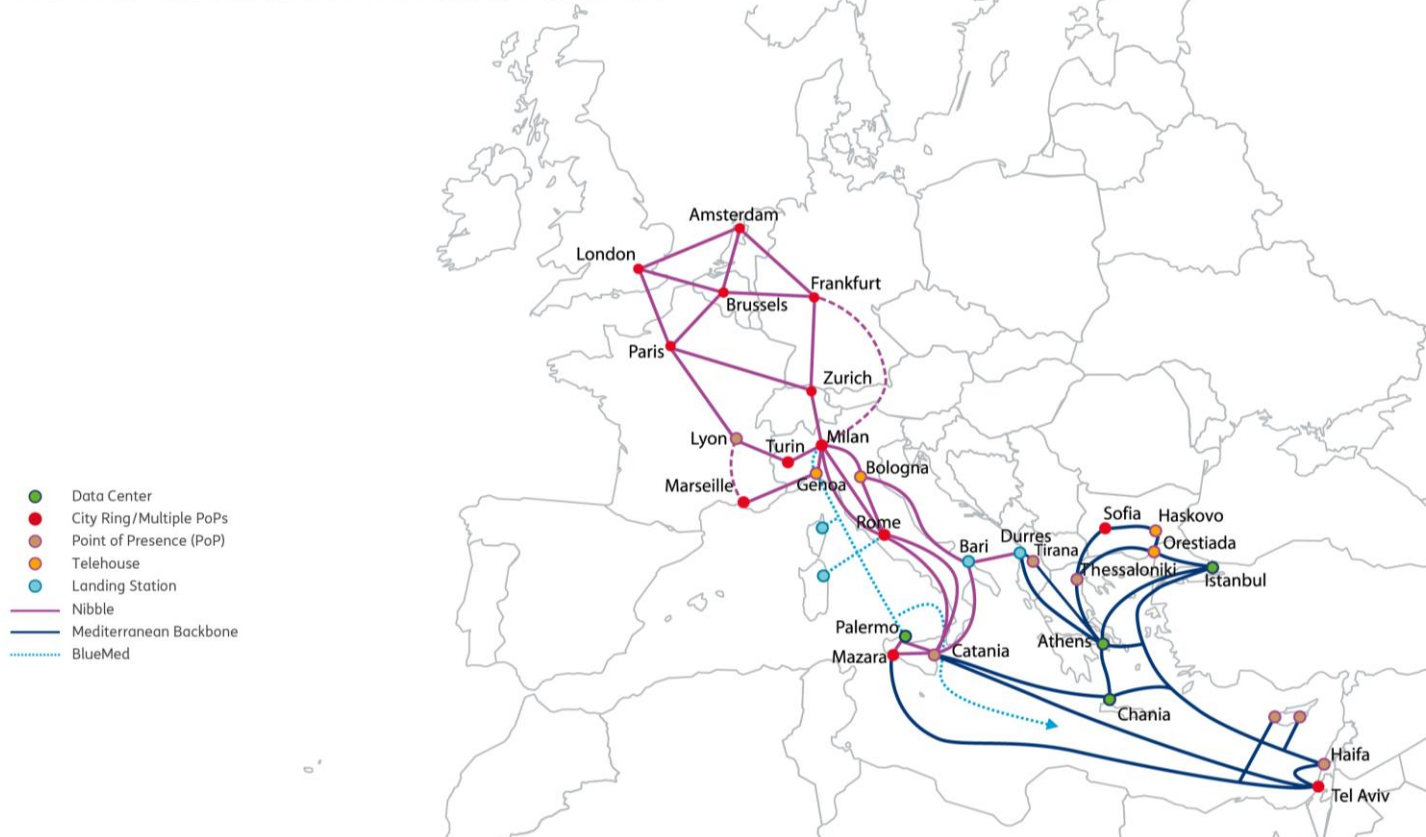 Amsterdam
London
Frankfurt
Brussels
Paris
Zurich
Lyon
Turin
Milan
Bologna
Marseille
Genoa
Rome
Bari
Durres
Tirana
Sofia
Haskovo
Orestiada
Thessaloniki
Istanbul
Palermo
Mazara
Catania
Athens
Chania
Haifa
Tel Aviv
Data Center
City Ring/Multiple PoPs
Point of Presence (PoP)
Telehouse
Landing Station
Nibble
Mediterranean Backbone
BlueMed